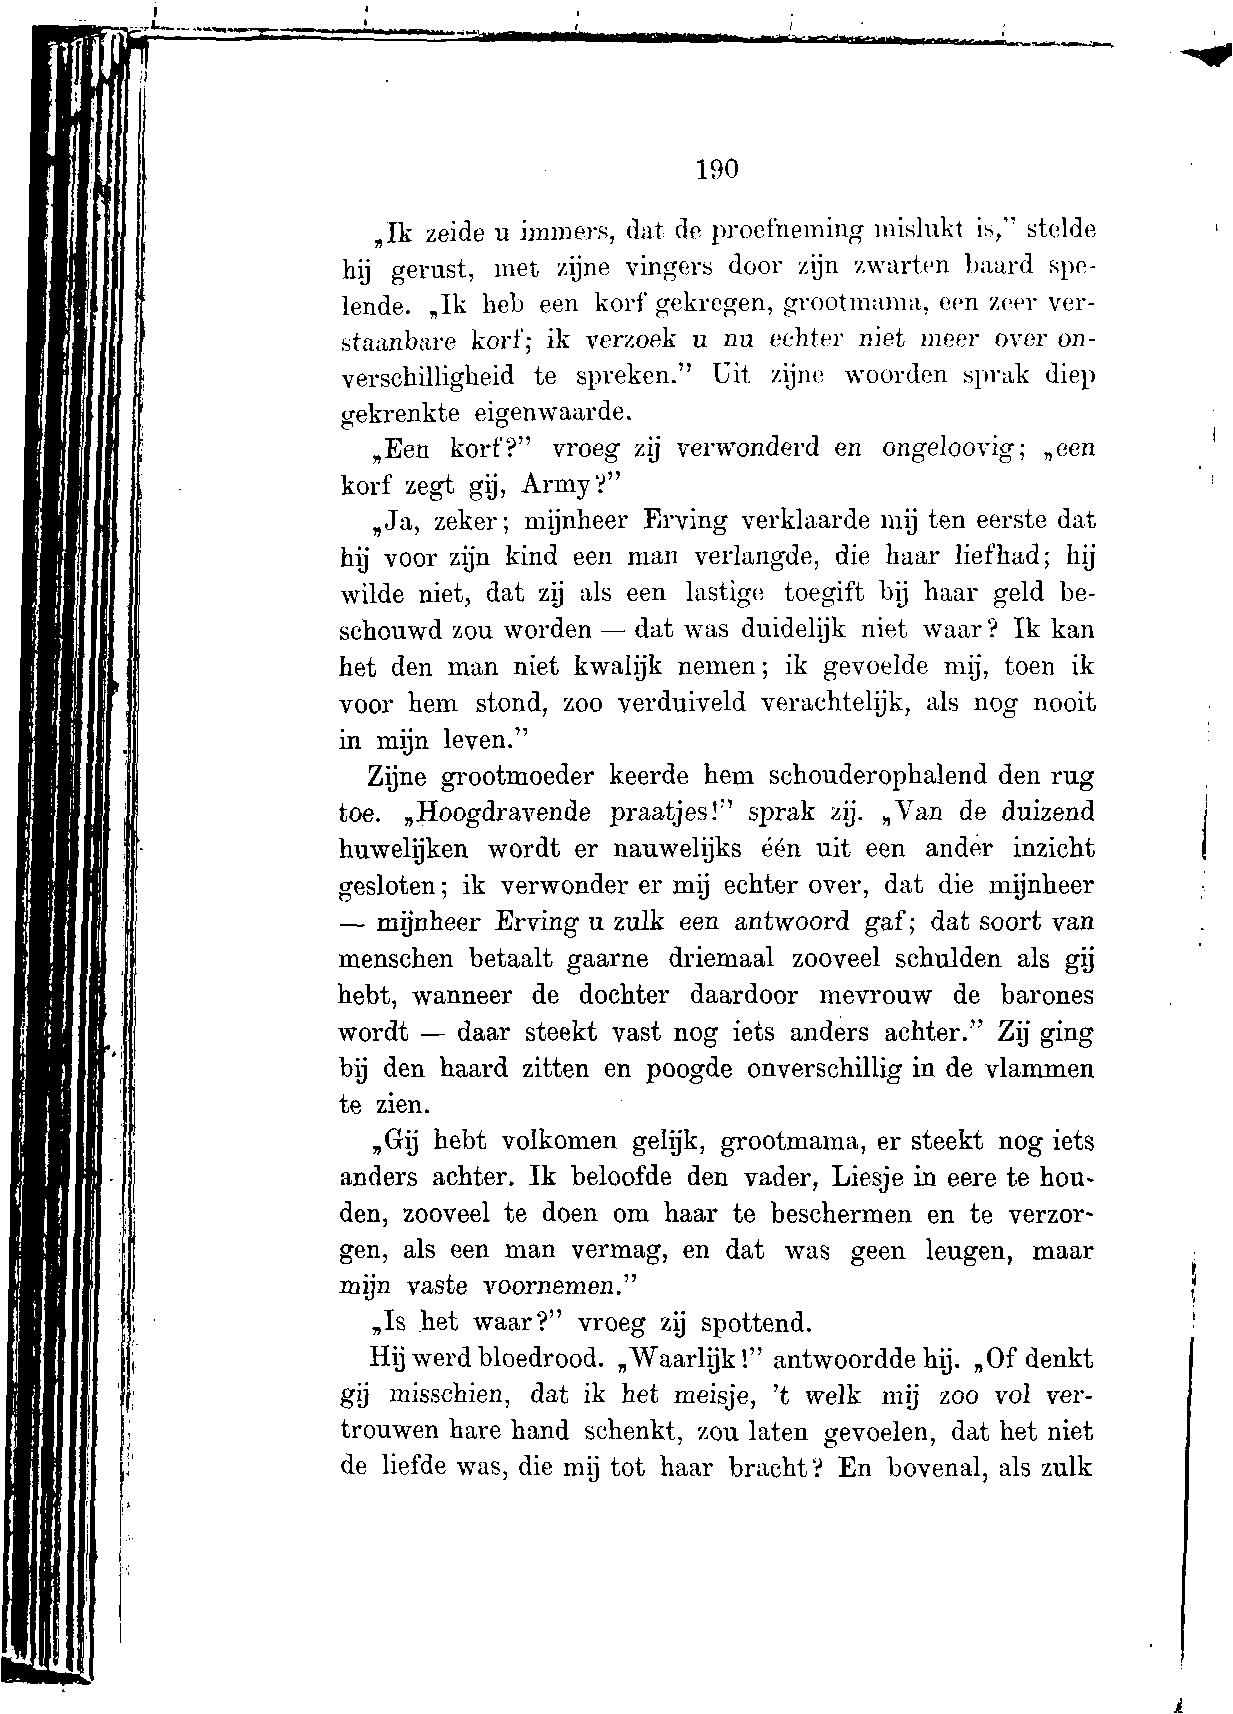 190
„Ik zeide u immers, dat de proefneming mislukt is,” stelde
hij gerust, met zijne vingers door zijn zwarten baard spe-
lende. „Ik heb een korf gekregen, grootmama, een zeer ver-
staanbare korf; ik verzoek u nu echter niet meer over on-
verschilligheid te spreken.” Uit zijne woorden sprak diep
gekrenkte eigenwaarde.
„Een korf?” vroeg zij verwonderd en ongeloovig; „een
korf zegt gij, Army?”
„Ja, zeker; mijnheer Erving verklaarde mij ten eerste dat
hij voor zijn kind een man verlangde, die haar liefhad; hij
wilde niet, dat zij als een lastige toegift bij haar geld be-
schouwd zou worden — dat was duidelijk niet waar? Ik kan
het den man niet kwalijk nemen; ik gevoelde mij, toen ik
voor hem stond, zoo verduiveld verachtelijk, als nog nooit
in mijn leven.”
Zijne grootmoeder keerde hem schouderophalend den rug
toe. „Hoogdravende praatjes!” sprak zij. „Van de duizend
huwelijken wordt er nauwelijks één uit een ander inzicht
gesloten; ik verwonder er mij echter over, dat die mijnheer
— mijnheer Erving u zulk een antwoord gaf; dat soort van
menschen betaalt gaarne driemaal zooveel schulden als gij
hebt, wanneer de dochter daardoor mevrouw de barones
wordt — daar steekt vast nog iets anders achter.” Zij ging
bij den haard zitten en poogde onverschillig in de vlammen
te zien.
„Gij hebt volkomen gelijk, grootmama, er steekt nog iets
anders achter. Ik beloofde den vader, Liesje in eere te hou-
den, zooveel te doen om haar te beschermen en te verzor-
gen, als een man vermag, en dat was geen leugen, maar
mijn vaste voornemen.”
„Is het waar?” vroeg zij spottend.
Hij werd bloedrood. „Waarlijk!” antwoordde hij. „Of denkt
gij misschien, dat ik het meisje, ’t welk mij zoo vol ver-
trouwen hare hand schenkt, zou laten gevoelen, dat het niet
de liefde was, die mij tot haar bracht? En bovenal, als zulk